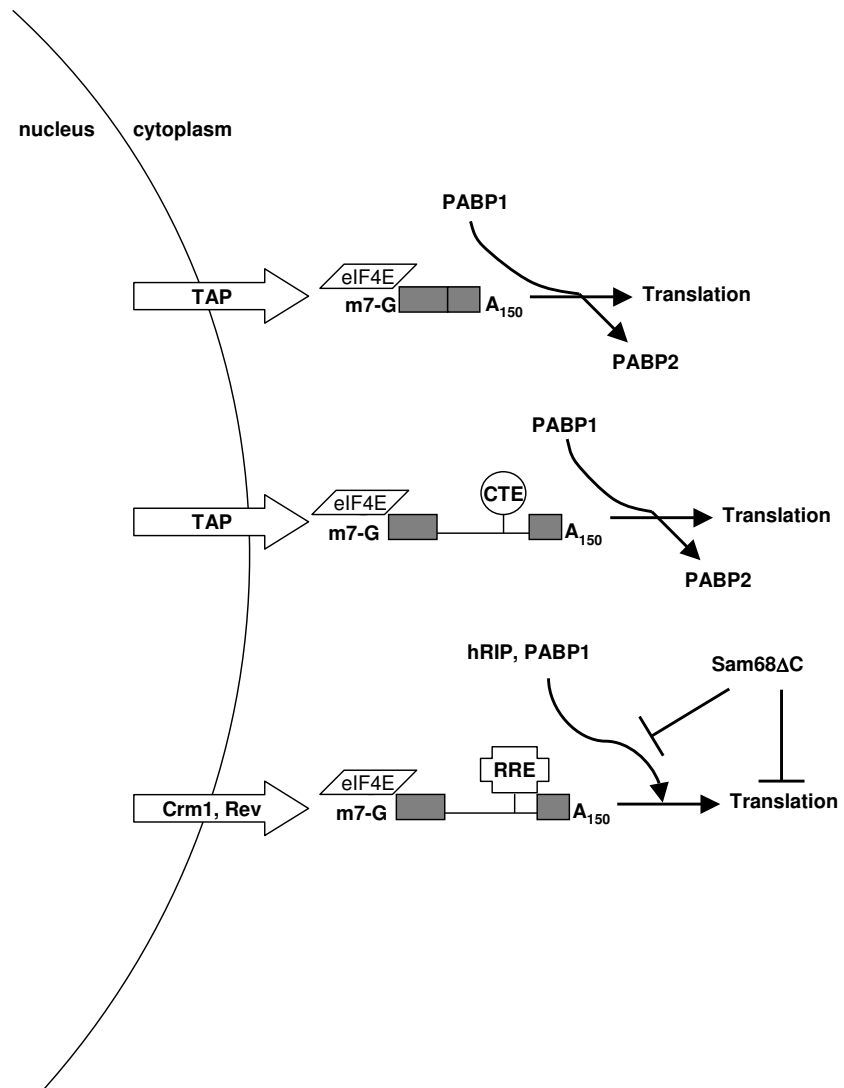 nucleus cytoplasm
PABP1
eIF4E
TAP
m7-G
A150
Translation
PABP2
PABP1
CTE
eIF4E
TAP
m7-G
A150
Translation
PABP2
hRIP, PABP1
Sam68ΔC
RRE
eIF4E
Crm1, Rev
m7-G
A150
Translation